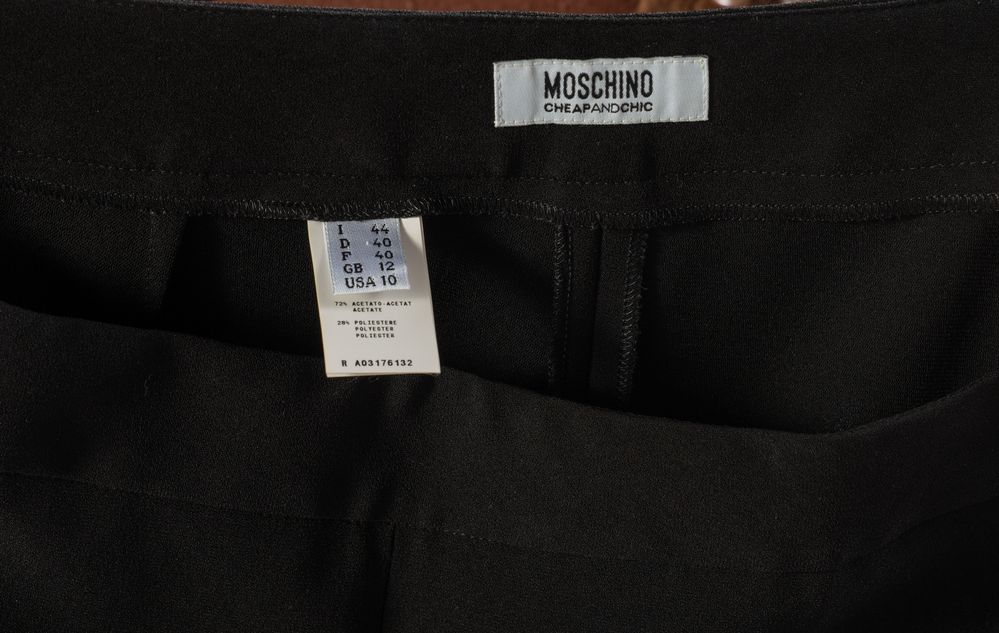 MOSCHINO
CHEAPANDCHIC
I 44
D 40
F 40
GB 12
USA 10
72% ACETATO-ACETAT
ACETATE
28% POLIESTERE
POLYESTER
POLIESTER
R A03176132